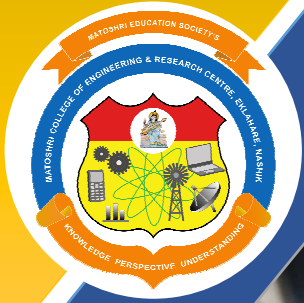 MATOSHRI EDUCATION SOCIETY'S
MATOSHRI COLLEGE OF ENGINEERING & RESEARCH CENTRE, EKLAHARE, NASHIK
KNOWLEDGE PERSPECTIVE UNDERSTANDING